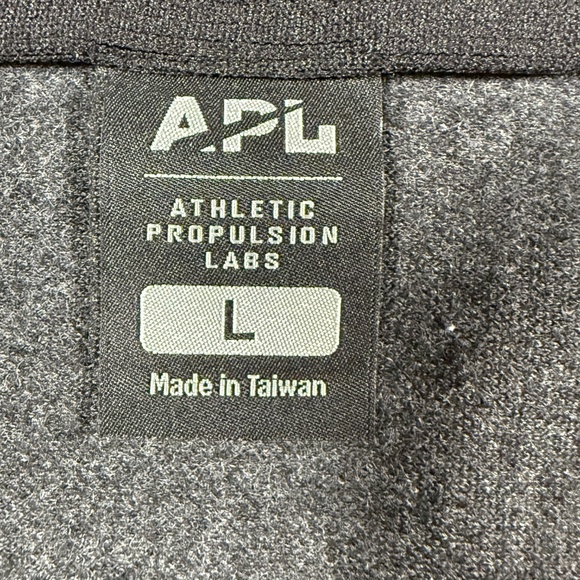 APL
ATHLETIC
PROPULSION
LABS
L
Made in Taiwan